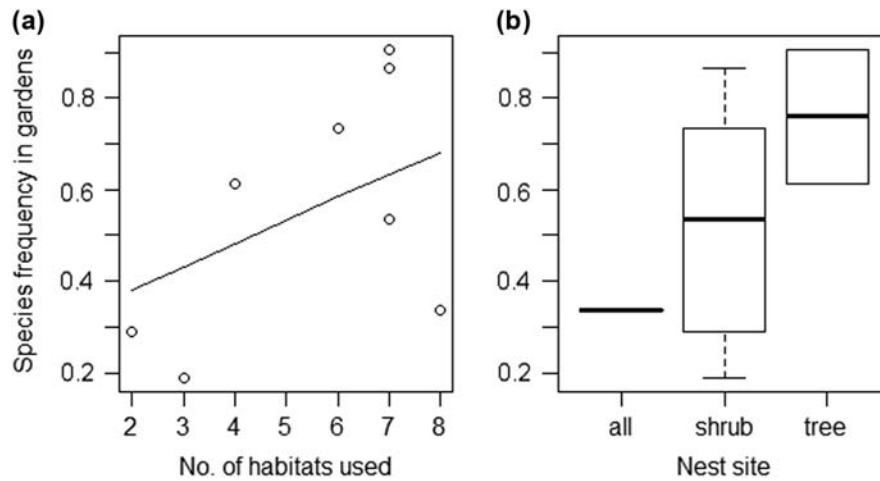 (a)
Species frequency in gardens
0.8
0.6
0.4
0.2
2 3 4 5 6 7 8
No. of habitats used
(b)
0.8
0.6
0.4
0.2
all shrub tree
Nest site